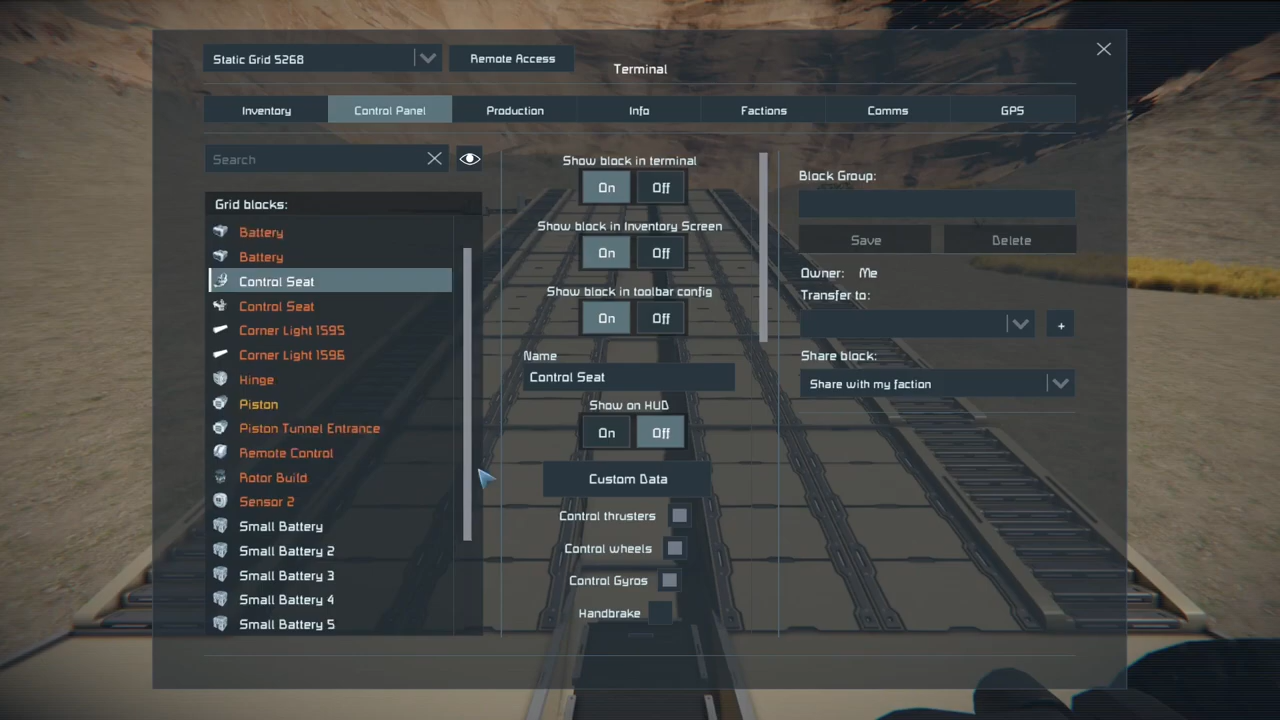 Static Grid 5268
Remote Access
Terminal
Inventory
Control Panel
Production
Info
Factions
Comms
GPS
Search
Grid blocks:
Battery
Battery
Control Seat
Control Seat
Corner Light 1595
Corner Light 1596
Hinge
Piston
Piston Tunnel Entrance
Remote Control
Rotor Build
Sensor 2
Small Battery
Small Battery 2
Small Battery 3
Small Battery 4
Small Battery 5
Show block in terminal
On Off
Show block in Inventory Screen
On Off
Show block in toolbar config
On Off
Name
Control Seat
Show on HUD
On Off
Custom Data
Control thrusters
Control wheels
Control Gyros
Handbrake
Block Group:
Save
Delete
Owner: Me
Transfer to:
+
Share block:
Share with my faction